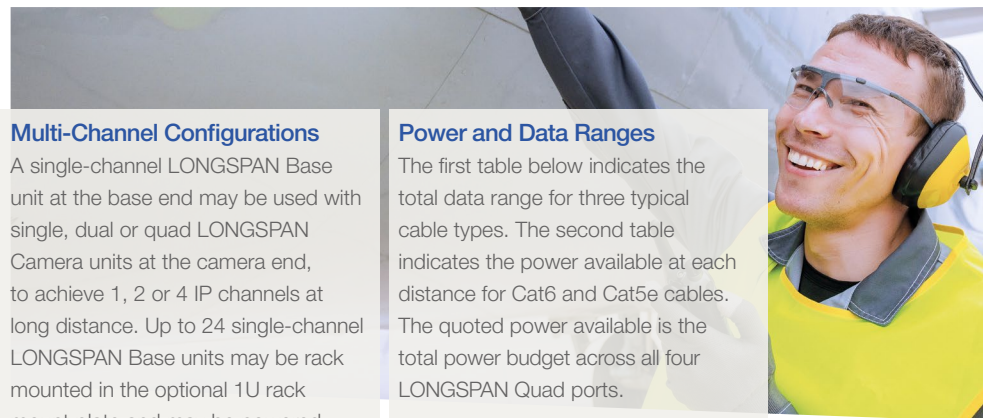 Multi-Channel Configurations
A single-channel LONGSPAN Base
unit at the base end may be used with
single, dual or quad LONGSPAN
Camera units at the camera end,
to achieve 1, 2 or 4 IP channels at
long distance. Up to 24 single-channel
LONGSPAN Base units may be rack
mounted in the optional 1U rack
Power and Data Ranges
The first table below indicates the
total data range for three typical
cable types. The second table
indicates the power available at each
distance for Cat6 and Cat5e cables.
The quoted power available is the
total power budget across all four
LONGSPAN Quad ports.